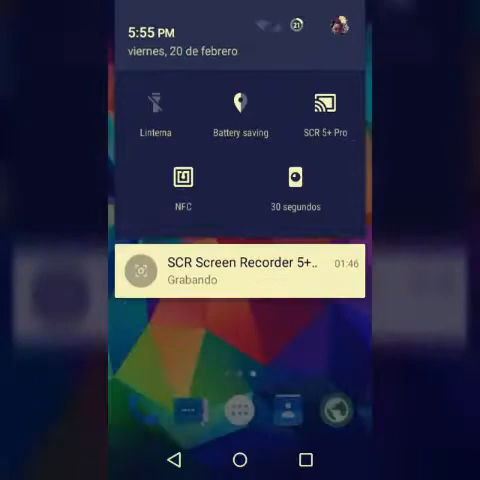 5:55 PM
21
viernes, 20 de febrero
Linterna
Battery saving
SCR 5+ Pro
NFC
30 segundos
SCR Screen Recorder 5+..
01:46
Grabando